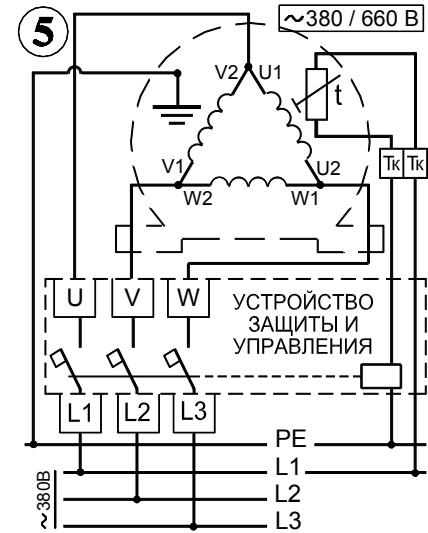 5
~380 / 660 В
V2 U1
t
V1
U2
W2
W1
Тк Тк
U V W
УСТРОЙСТВО
ЗАЩИТЫ И
УПРАВЛЕНИЯ
L1 L2 L3
PE
L1
L2
L3
~380В